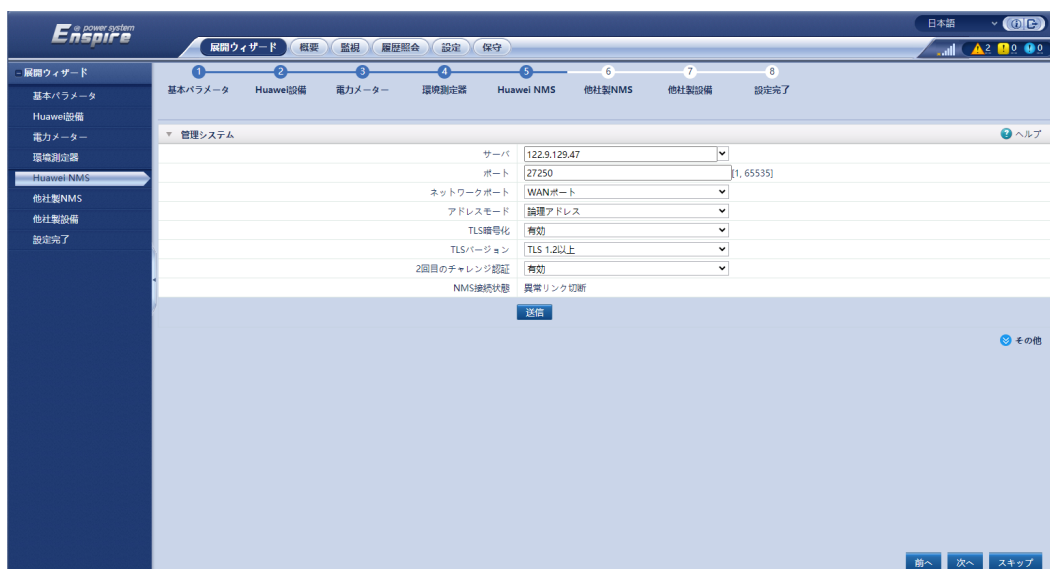 e power system
Enspire
日本語
展開ウィザード 概要 監視 履歴照会 設定 保守
2 0 0
展開ウィザード
基本パラメータ
Huawei設備
電力メーター
環境測定器
Huawei NMS
他社製NMS
他社製設備
設定完了
1 2 3 4 5 6 7 8
基本パラメータ Huawei設備 電力メーター 環境測定器 Huawei NMS 他社製NMS 他社製設備 設定完了
管理システム ヘルプ
サーバ 122.9.129.47
ポート 27250 [1, 65535]
ネットワークポート WANポート
アドレスモード 論理アドレス
TLS暗号化 有効
TLSバージョン TLS 1.2以上
2回目のチャレンジ認証 有効
NMS接続状態 異常リンク切断
送信
その他
前へ 次へ スキップ